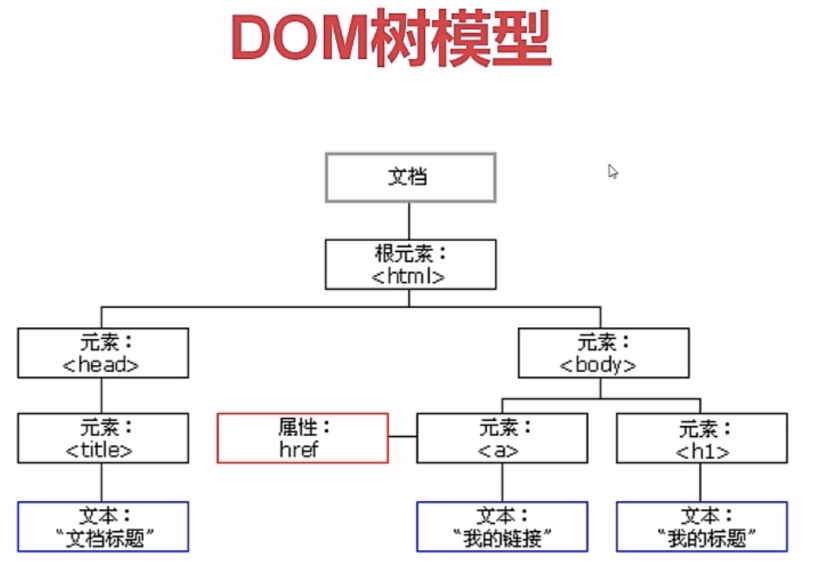 DOM树模型
文档
根元素：
<html>
元素：
<head>
元素：
<body>
元素：
<title>
属性：
href
元素：
<a>
元素：
<h1>
文本：
“文档标题”
文本：
“我的链接”
文本：
“我的标题”